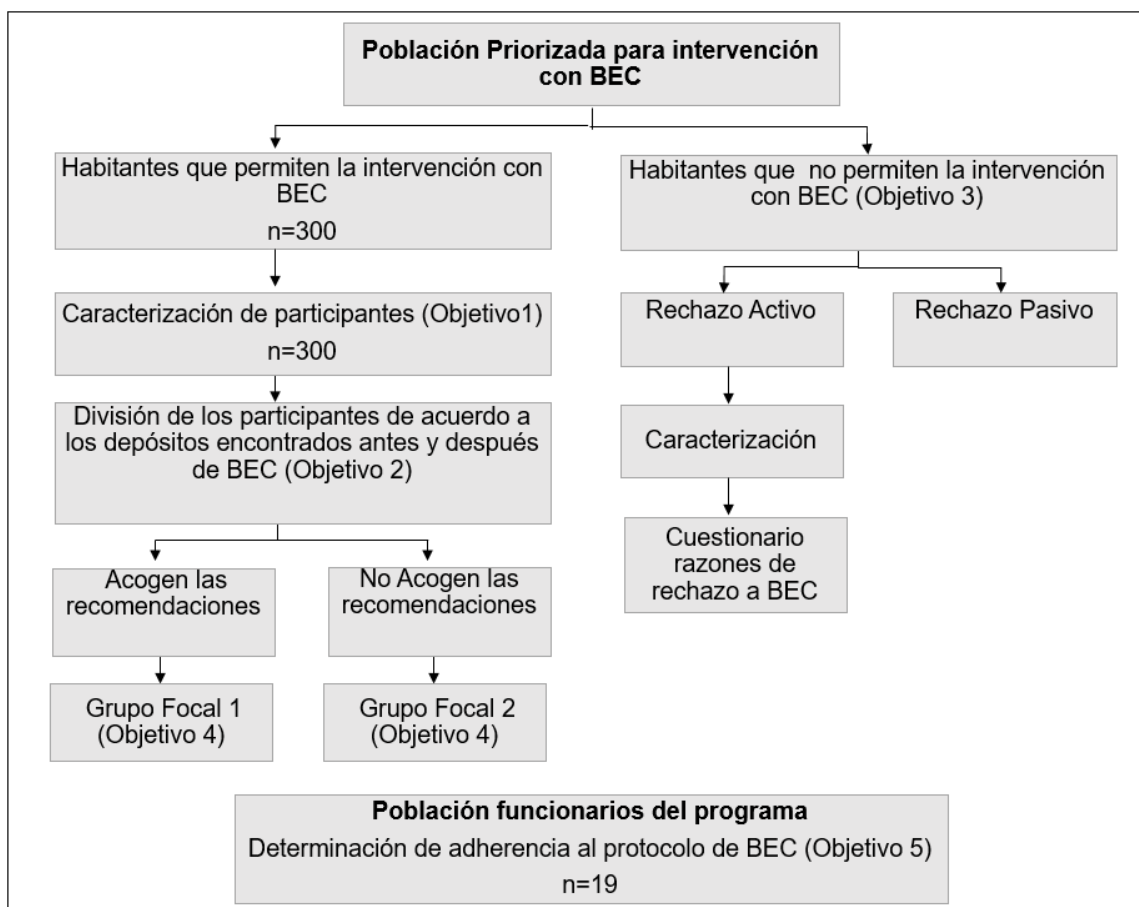 Población Priorizada para intervención
con BEC
Habitantes que permiten la intervención con
BEC
n=300
Habitantes que no permiten la intervención
con BEC (Objetivo 3)
Caracterización de participantes (Objetivo1)
n=300
Rechazo Activo
Rechazo Pasivo
División de los participantes de acuerdo a
los depósitos encontrados antes y después
de BEC (Objetivo 2)
Caracterización
Cuestionario
razones de
rechazo a BEC
Acogen las
recomendaciones
No Acogen las
recomendaciones
Grupo Focal 1
(Objetivo 4)
Grupo Focal 2
(Objetivo 4)
Población funcionarios del programa
Determinación de adherencia al protocolo de BEC (Objetivo 5)
n=19